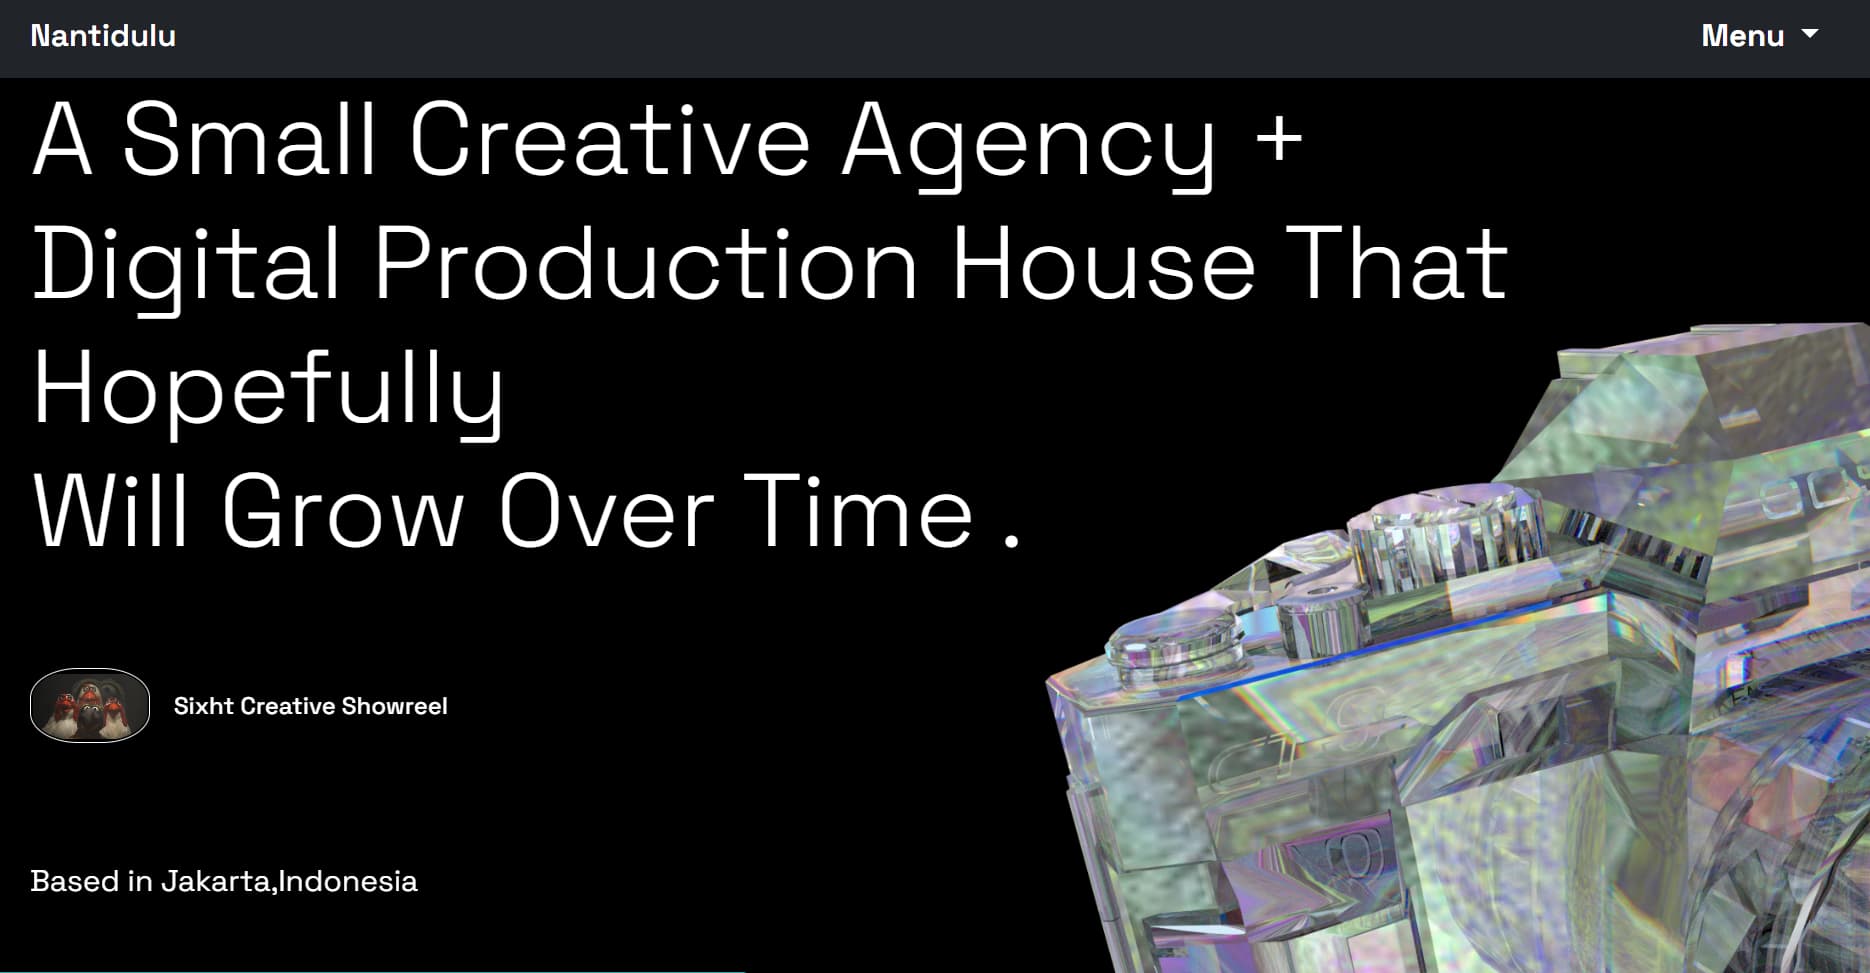 Nantidulu
Menu
A Small Creative Agency +
Digital Production House That
Hopefully
Will Grow Over Time .
Sixht Creative Showreel
Based in Jakarta,Indonesia